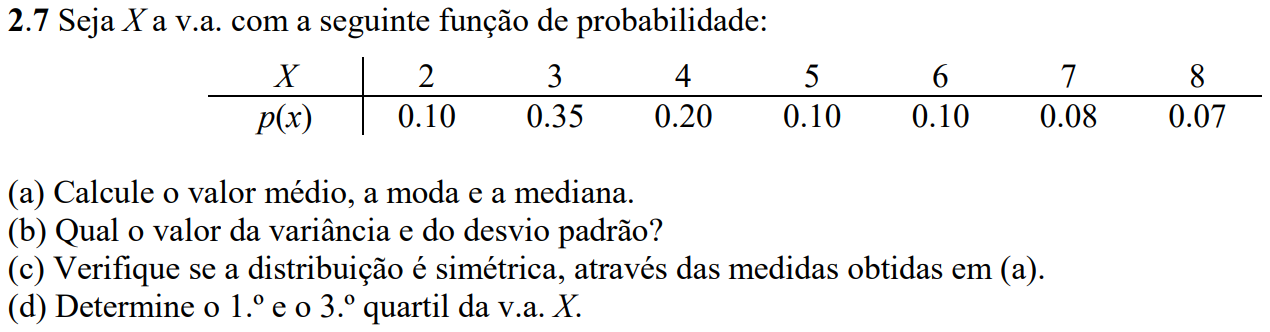 2.7 Seja X a v.a. com a seguinte função de probabilidade:
X 2 3 4 5 6 7 8
p(x) 0.10 0.35 0.20 0.10 0.10 0.08 0.07
(a) Calcule o valor médio, a moda e a mediana.
(b) Qual o valor da variância e do desvio padrão?
(c) Verifique se a distribuição é simétrica, através das medidas obtidas em (a).
(d) Determine o 1.º e o 3.º quartil da v.a. X.